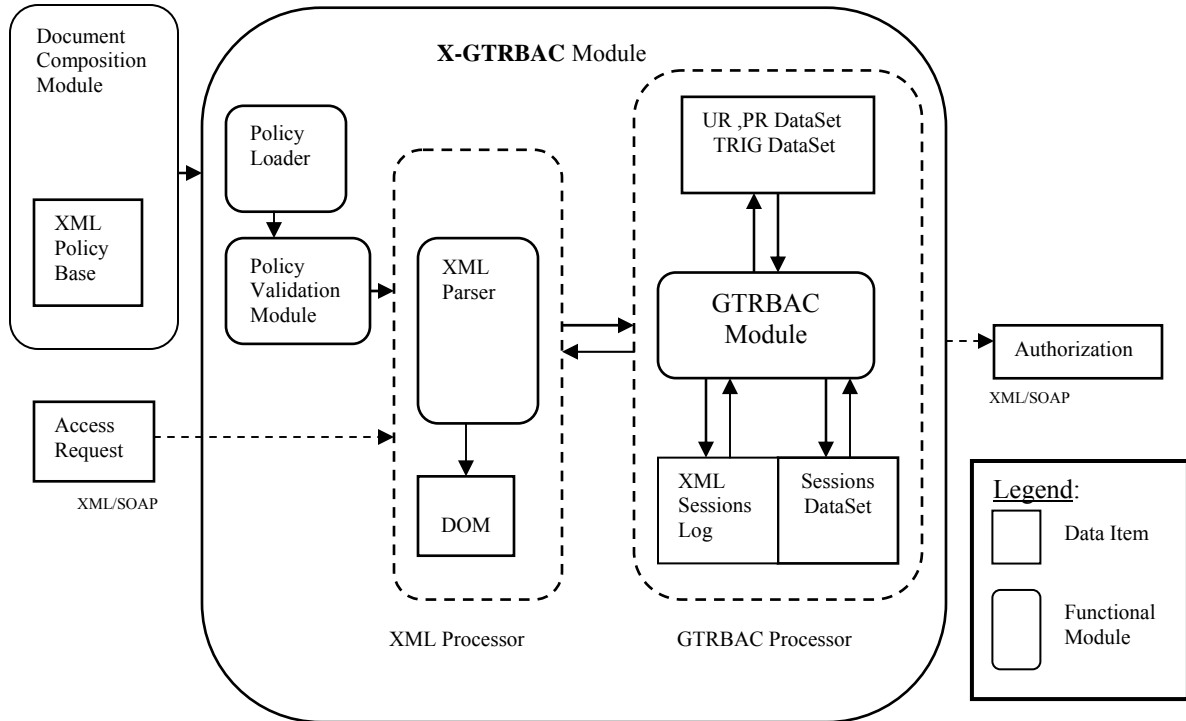 Document
Composition
Module
XML
Policy
Base
Access
Request
XML/SOAP
X-GTRBAC Module
Policy
Loader
Policy
Validation
Module
XML
Parser
DOM
XML Processor
UR ,PR DataSet
TRIG DataSet
GTRBAC
Module
XML
Sessions
Log
Sessions
DataSet
GTRBAC Processor
Authorization
XML/SOAP
Legend:
Data Item
Functional
Module